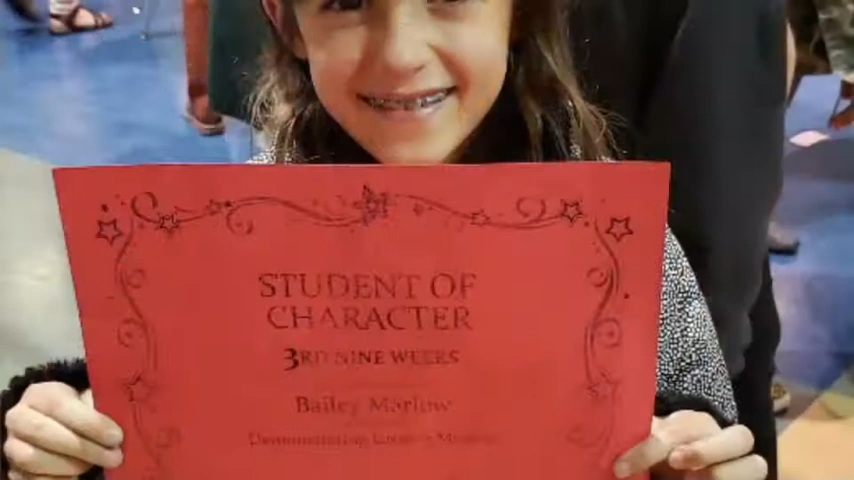 STUDENT OF
CHARACTER
3RD NINE WEEKS
Bailey Marlow
Demonstrating